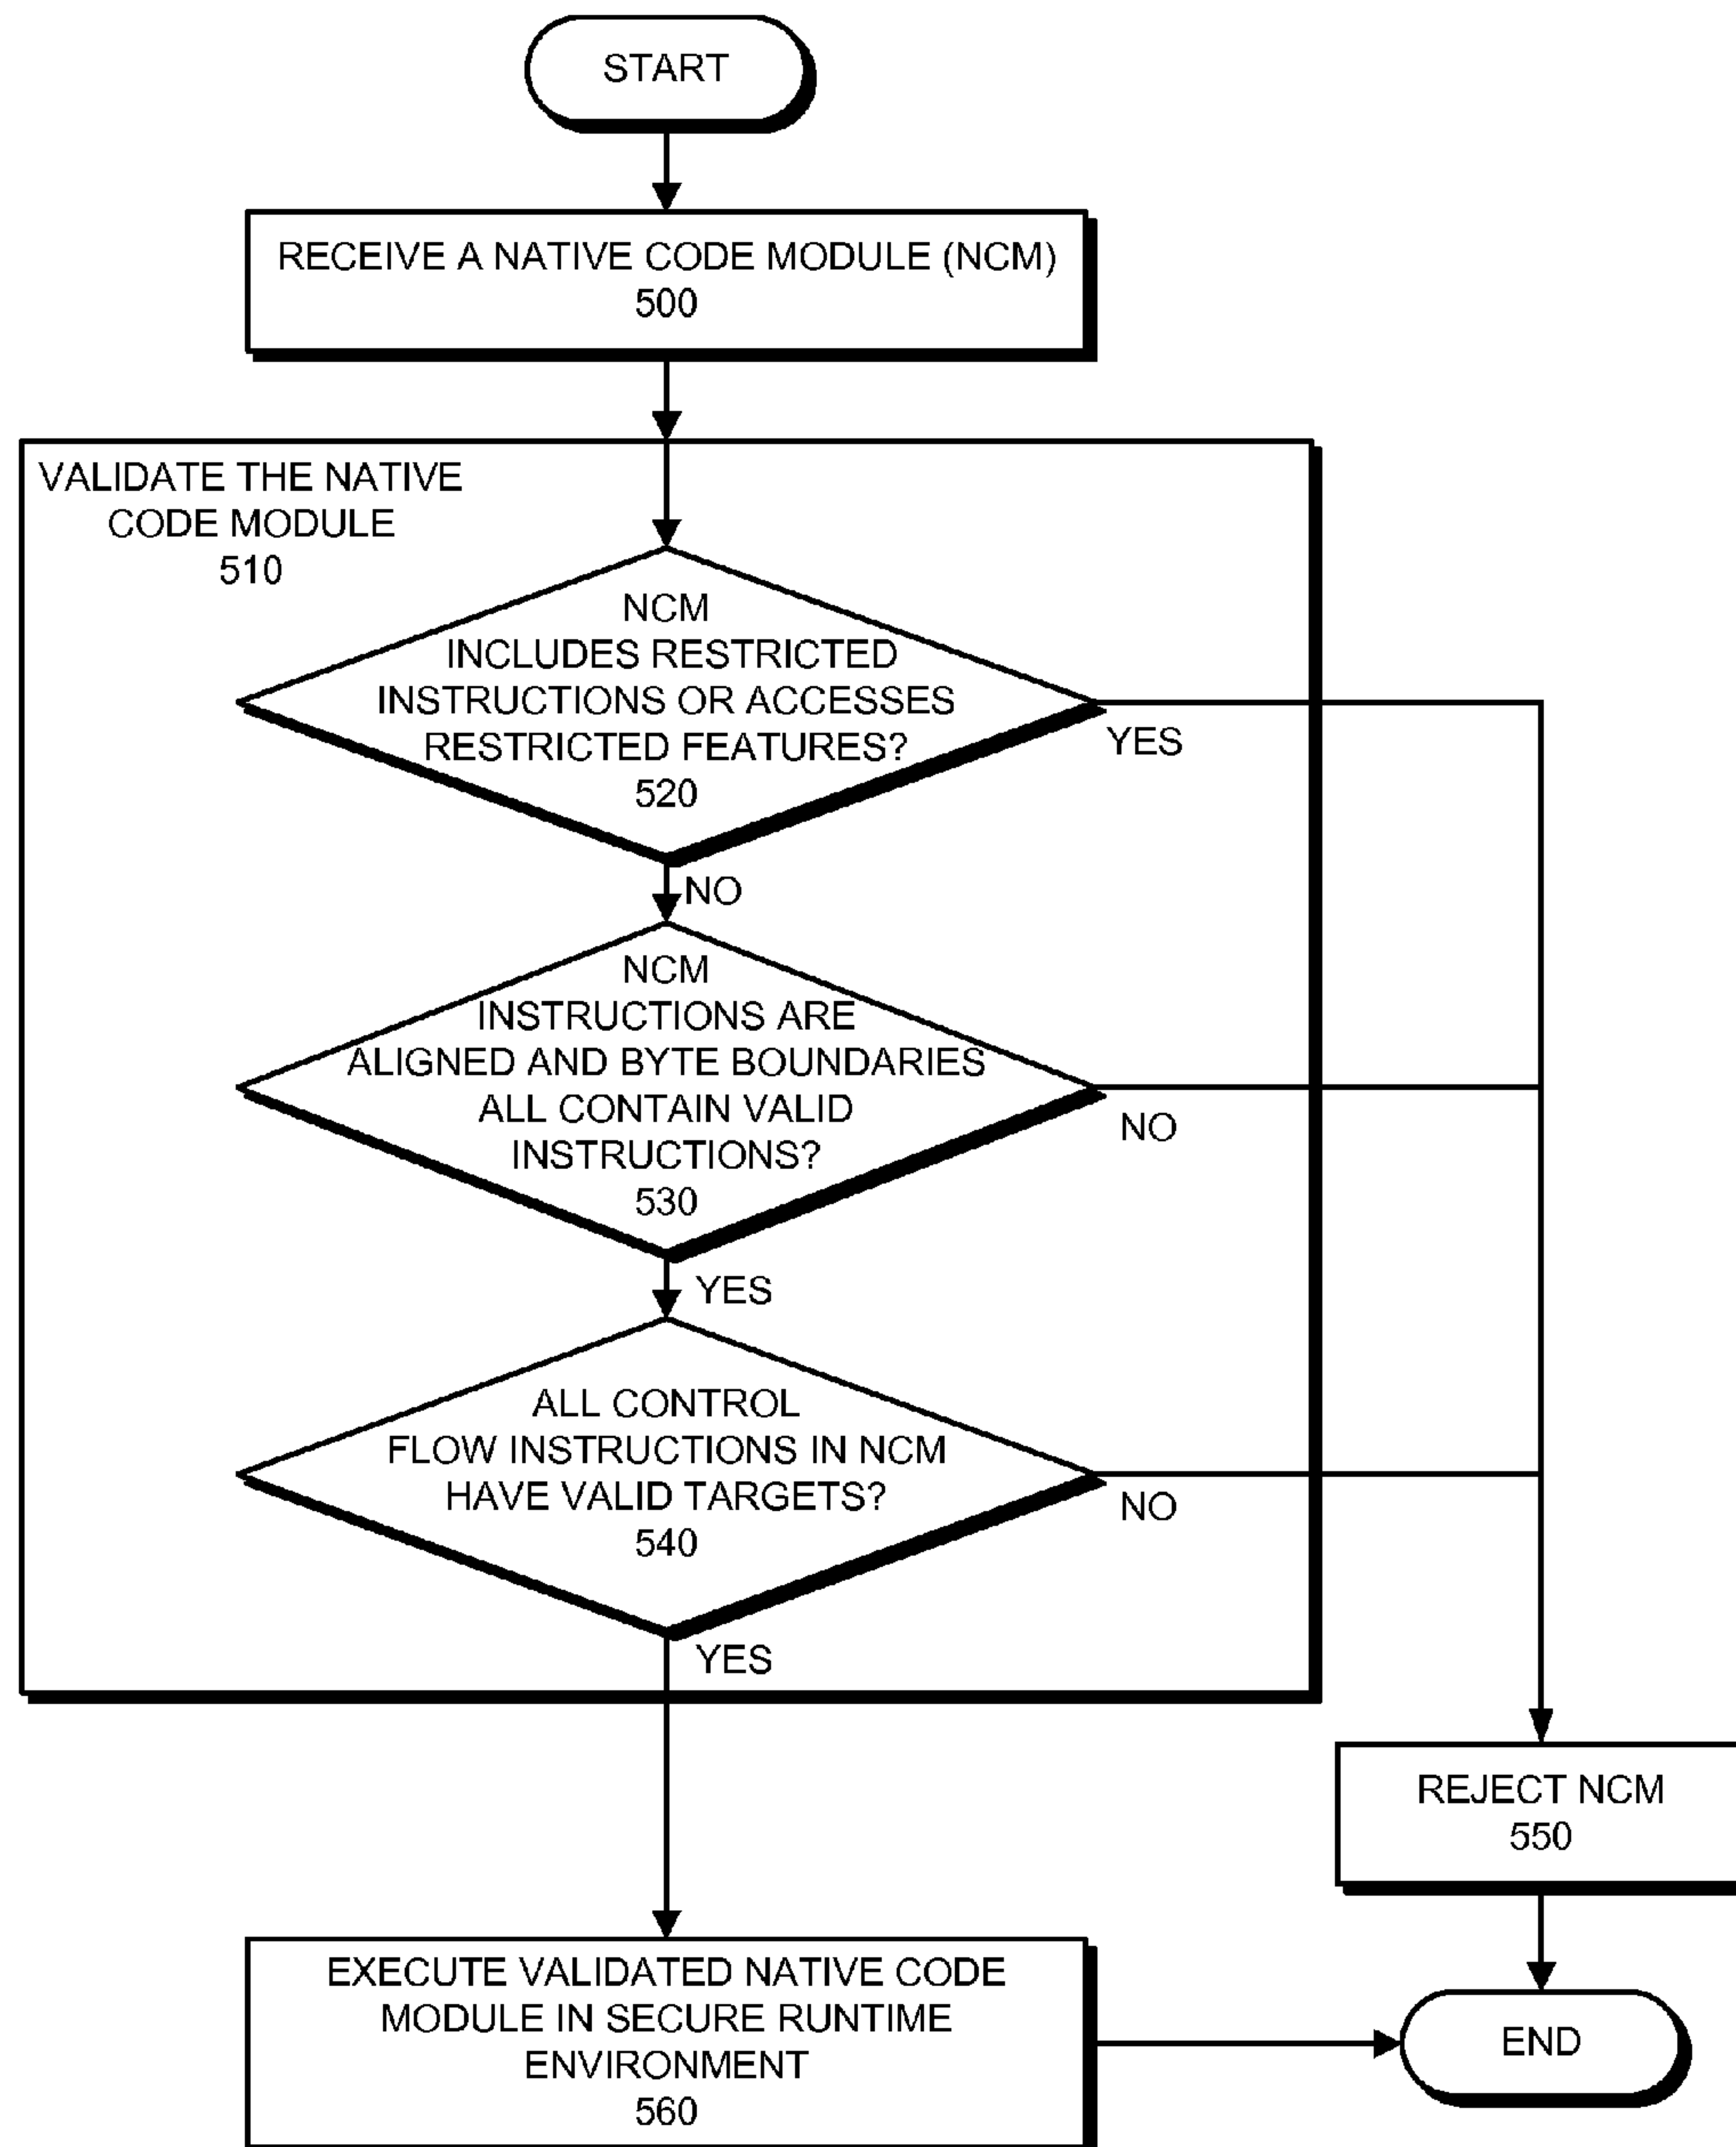 START
RECEIVE A NATIVE CODE MODULE (NCM)
500
VALIDATE THE NATIVE
CODE MODULE
510
NCM
INCLUDES RESTRICTED
INSTRUCTIONS OR ACCESSES
RESTRICTED FEATURES?
520
YES
NO
NCM
INSTRUCTIONS ARE
ALIGNED AND BYTE BOUNDARIES
ALL CONTAIN VALID
INSTRUCTIONS?
530
NO
YES
ALL CONTROL
FLOW INSTRUCTIONS IN NCM
HAVE VALID TARGETS?
540
NO
YES
REJECT NCM
550
EXECUTE VALIDATED NATIVE CODE
MODULE IN SECURE RUNTIME
ENVIRONMENT
560
END